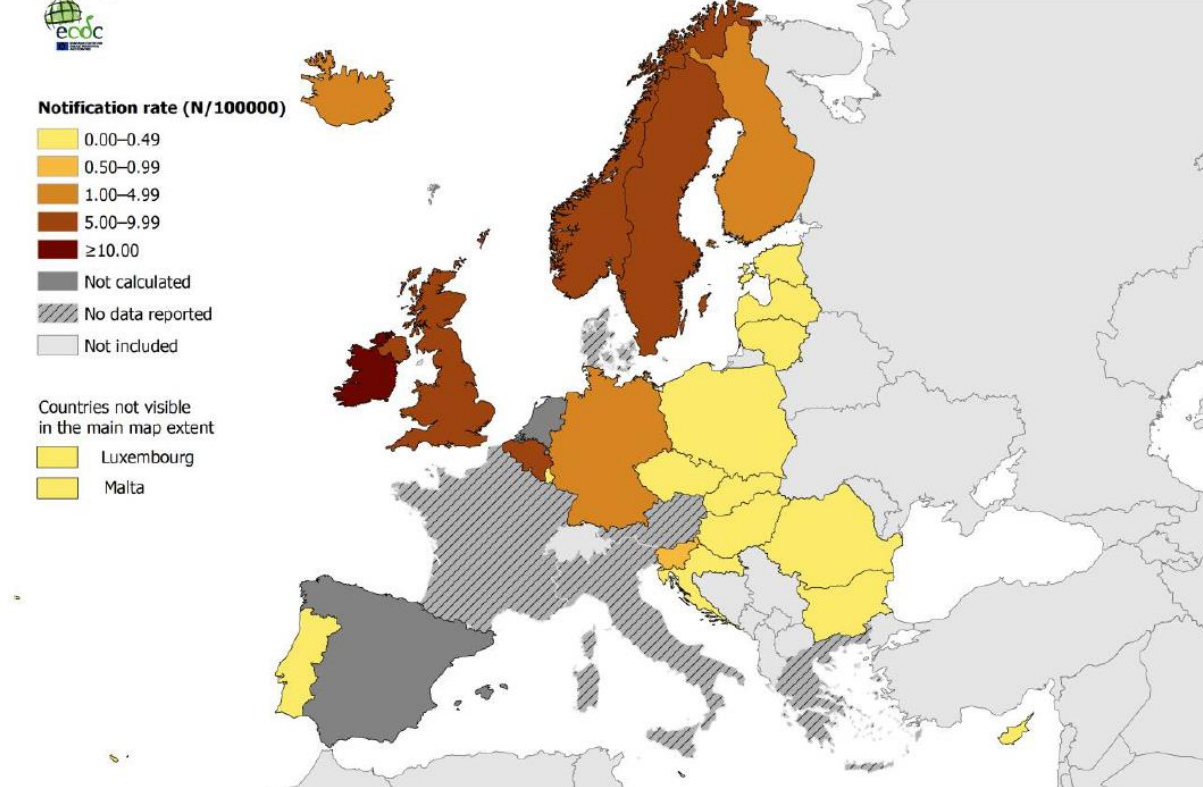 ecdc
Notification rate (N/100000)
0.00–0.49
0.50–0.99
1.00–4.99
5.00–9.99
≥10.00
Not calculated
No data reported
Not included
Countries not visible
in the main map extent
Luxembourg
Malta